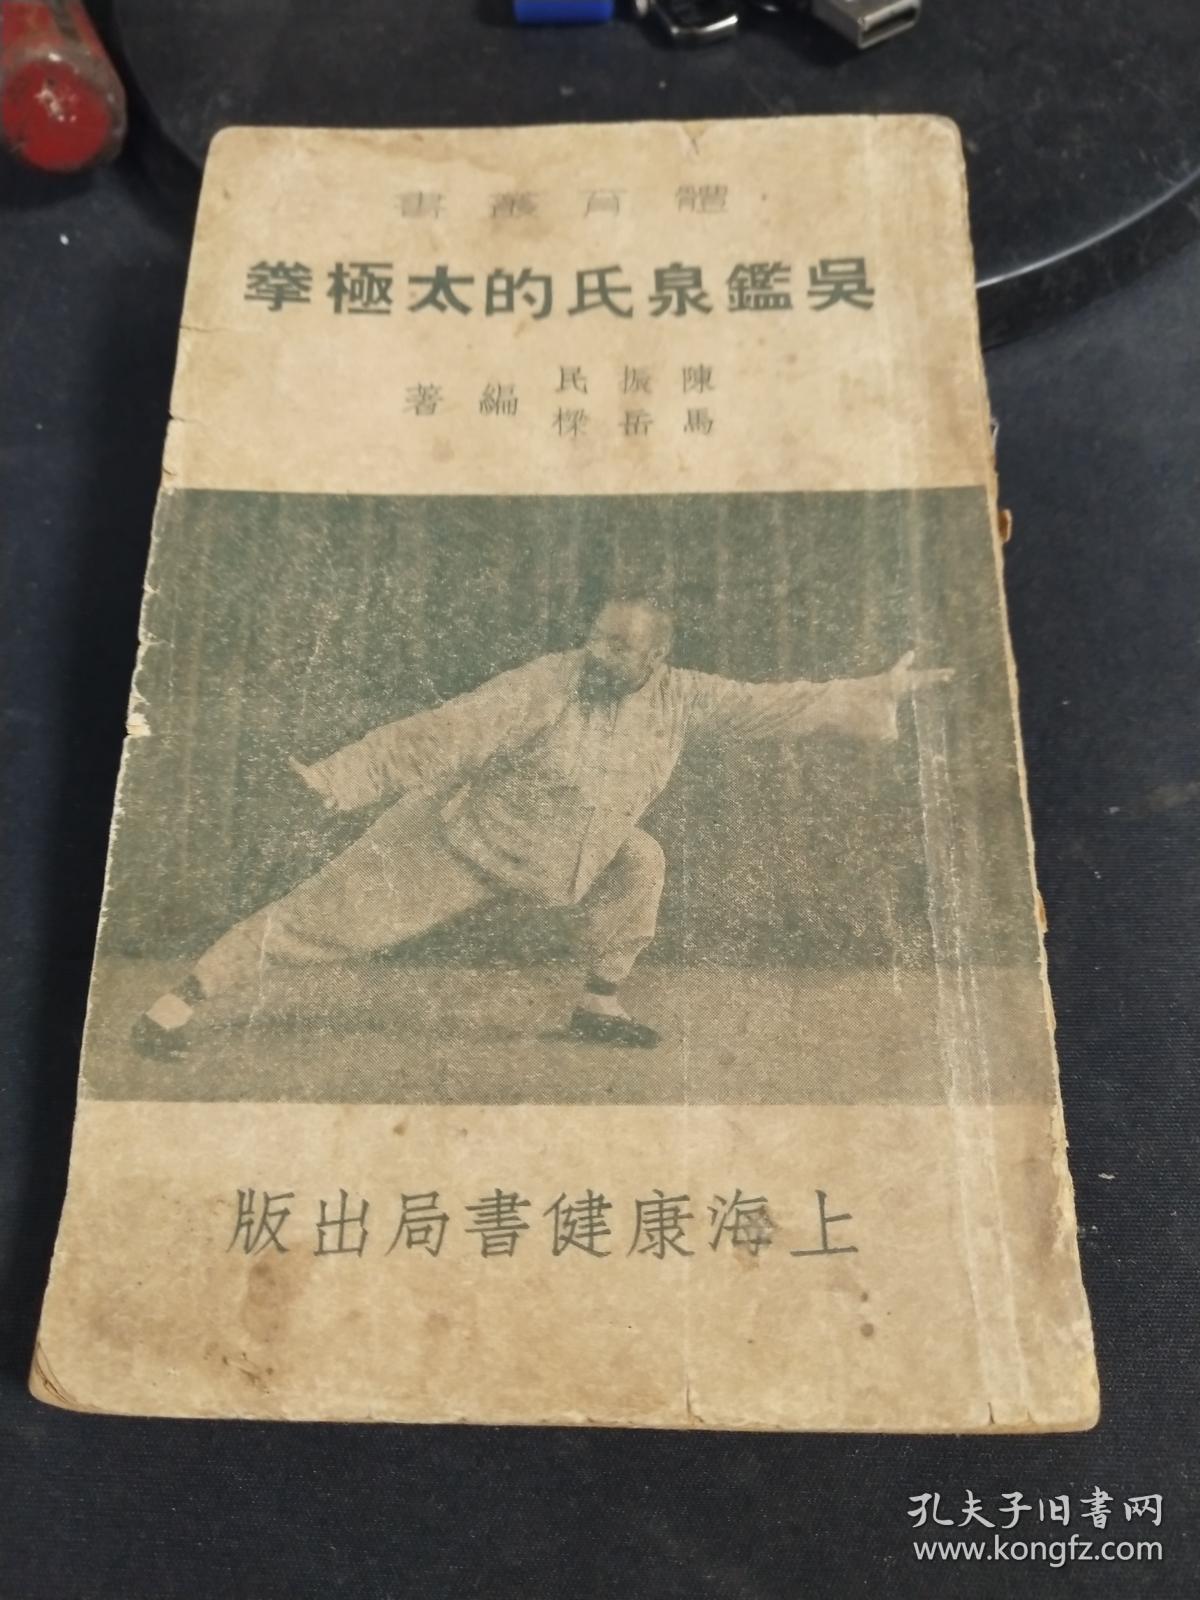 體育叢書
吳鑑泉氏的太極拳
陳振民
馬岳樑
編著
上海康健書局出版
孔夫子旧书网
www.kongfz.com